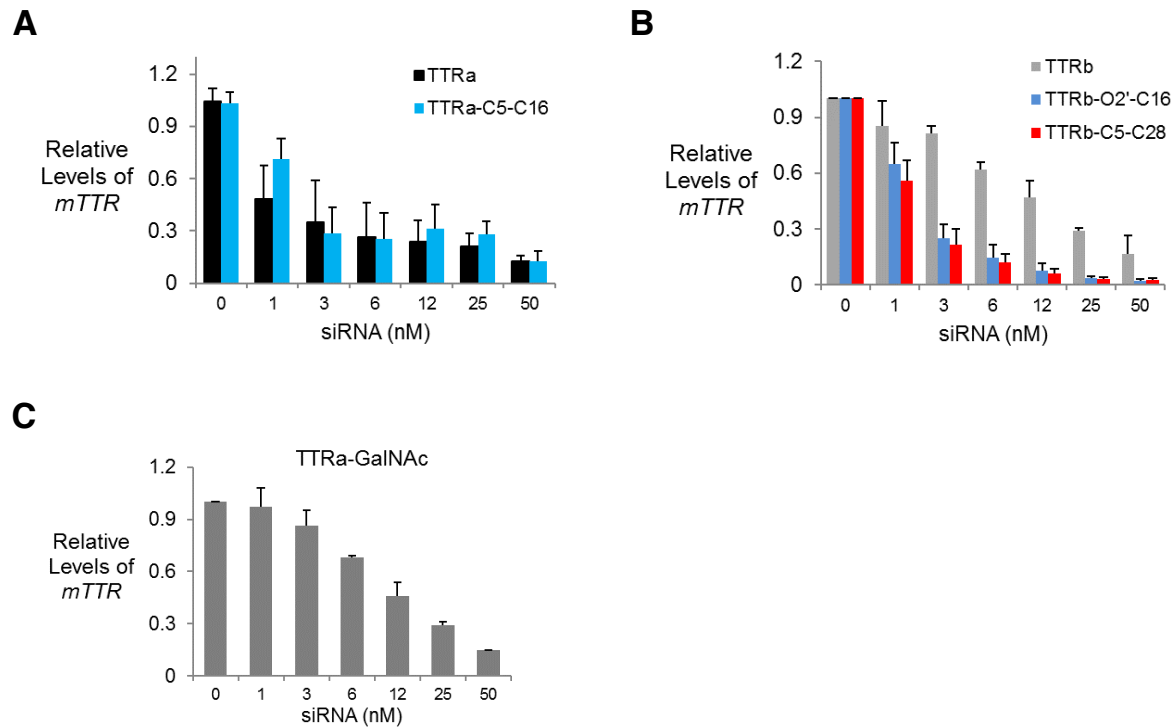 A
1.2
0.9
0.6
0.3
0
Relative
Levels of
mTTR
TTRa
TTRa-C5-C16
0 1 3 6 12 25 50
siRNA (nM)
B
1.2
0.9
0.6
0.3
0
Relative
Levels of
mTTR
TTRb
TTRb-O2'-C16
TTRb-C5-C28
0 1 3 6 12 25 50
siRNA (nM)
C
TTRa-GalNAc
1.2
0.9
0.6
0.3
0
Relative
Levels of
mTTR
0 1 3 6 12 25 50
siRNA (nM)